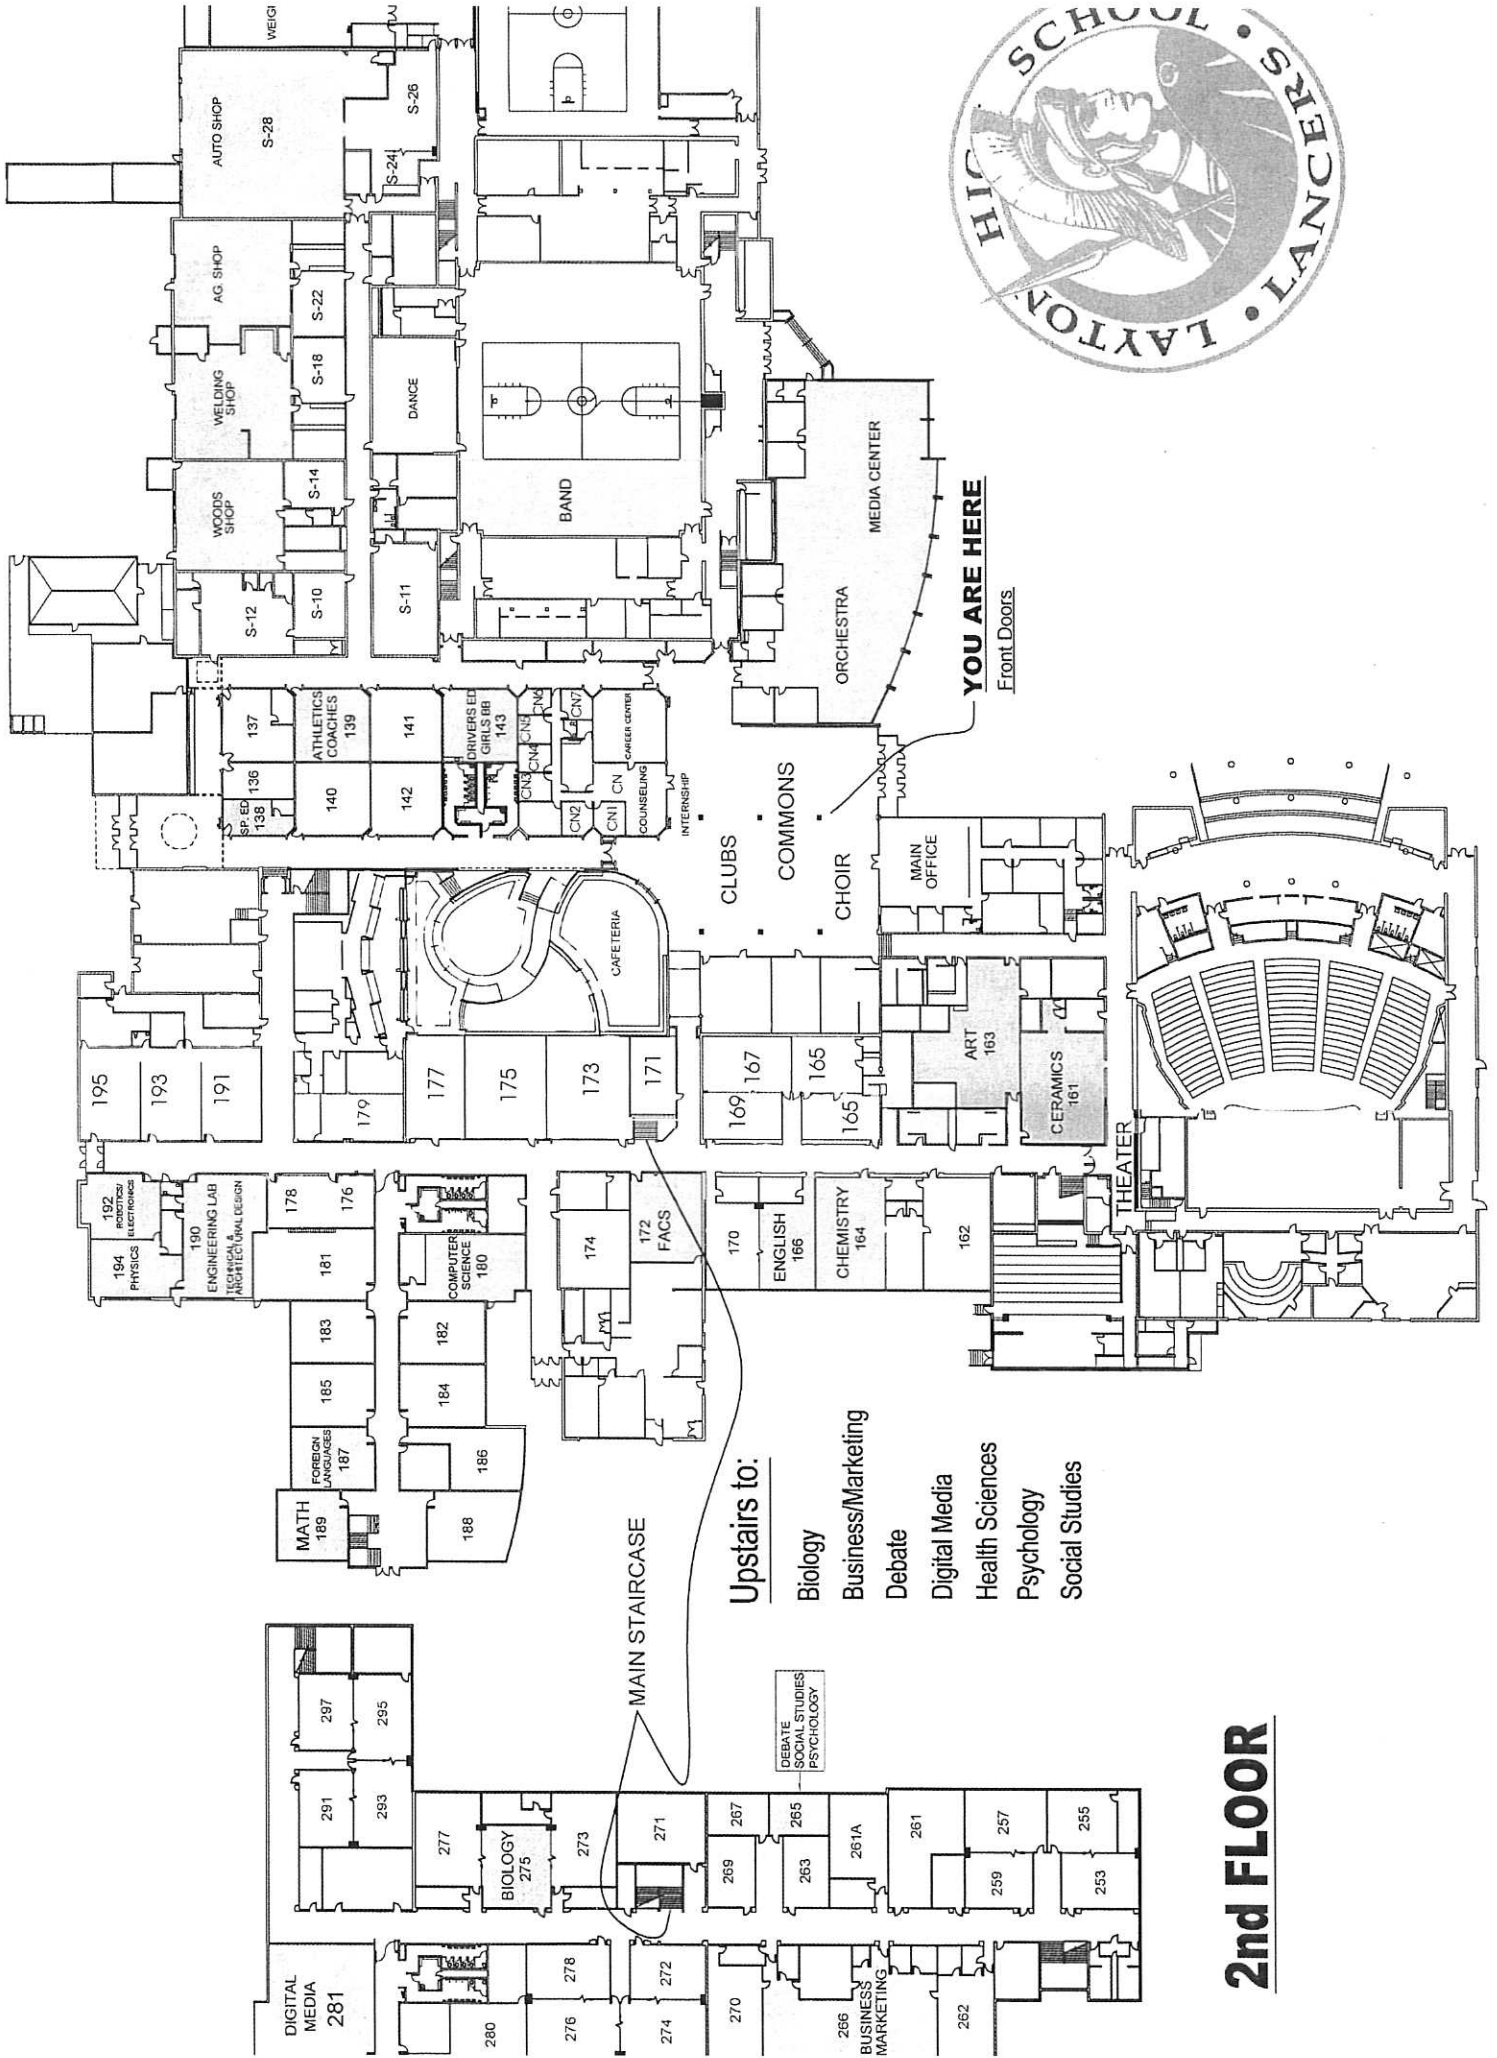 WEIGH
AUTO SHOP
S-28
S-26
S-24
AG. SHOP
S-22
WELDING
SHOP
S-18
DANCE
WOODS
SHOP
S-14
BAND
S-12
S-10
S-11
MEDIA CENTER
ORCHESTRA
YOU ARE HERE
Front Doors
LAYTON HIGH SCHOOL • LANCERS •
137
ATHLETICS
COACHES
139
141
DRIVERS ED
GIRLS BB
143
CN6
CN7
CN5
CN4
CN3
CAREER CENTER
136
SP. ED
138
140
142
CN2
CN1
CN
COUNSELING
INTERNSHIP
CLUBS
COMMONS
CHOIR
MAIN
OFFICE
CAFETERIA
195
193
191
179
177
175
173
171
169
167
165
165
ART
163
CERAMICS
161
THEATER
192
ROBOTICS/
ELECTRONICS
194
PHYSICS
190
ENGINEERING LAB
TECHNICAL &
ARCHITECTURAL DESIGN
178
176
181
COMPUTER
SCIENCE
180
174
172
FACS
170
ENGLISH
166
CHEMISTRY
164
162
183
182
185
184
FOREIGN
LANGUAGES
187
186
MATH
189
188
MAIN STAIRCASE
Upstairs to:
Biology
Business/Marketing
Debate
Digital Media
Health Sciences
Psychology
Social Studies
297
295
291
293
277
BIOLOGY
275
273
271
267
265
DEBATE
SOCIAL STUDIES
PSYCHOLOGY
269
263
261A
261
257
255
259
253
DIGITAL
MEDIA
281
280
278
276
272
274
270
266
BUSINESS
MARKETING
262
2nd FLOOR